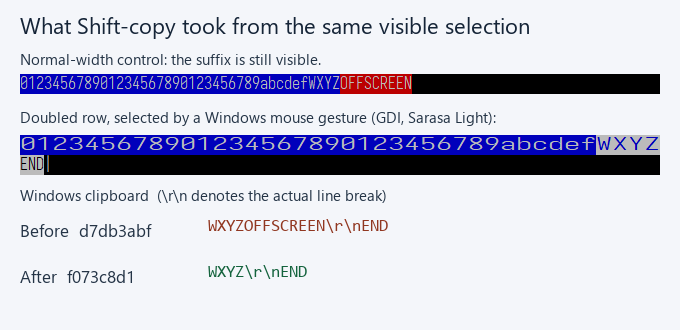 What Shift-copy took from the same visible selection
Normal-width control: the suffix is still visible.
012345678901234567890123456789abcdefWXYZOFFSCREEN
Doubled row, selected by a Windows mouse gesture (GDI, Sarasa Light):
012345678901234567890123456789abcdefWXYZ
END
Windows clipboard (\r\n denotes the actual line break)
Before d7db3abf WXYZOFFSCREEN\r\nEND
After f073c8d1 WXYZ\r\nEND